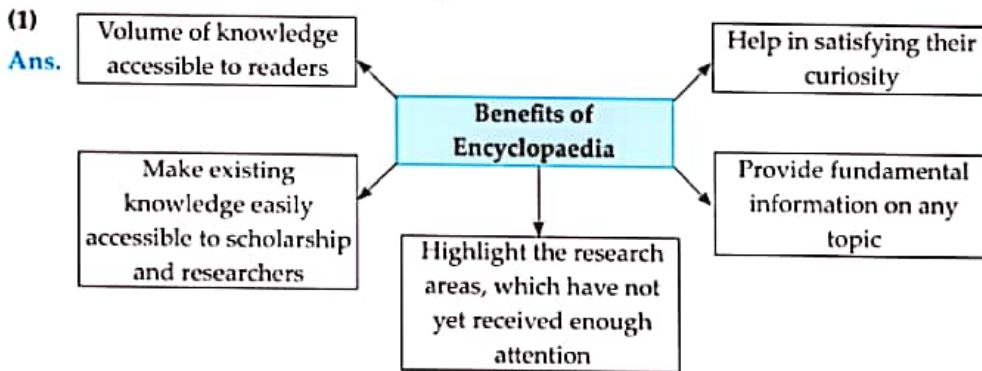 (1)
Ans.
Volume of knowledge
accessible to readers
Help in satisfying their
curiosity
Benefits of
Encyclopaedia
Make existing
knowledge easily
accessible to scholarship
and researchers
Highlight the research
areas, which have not
yet received enough
attention
Provide fundamental
information on any
topic